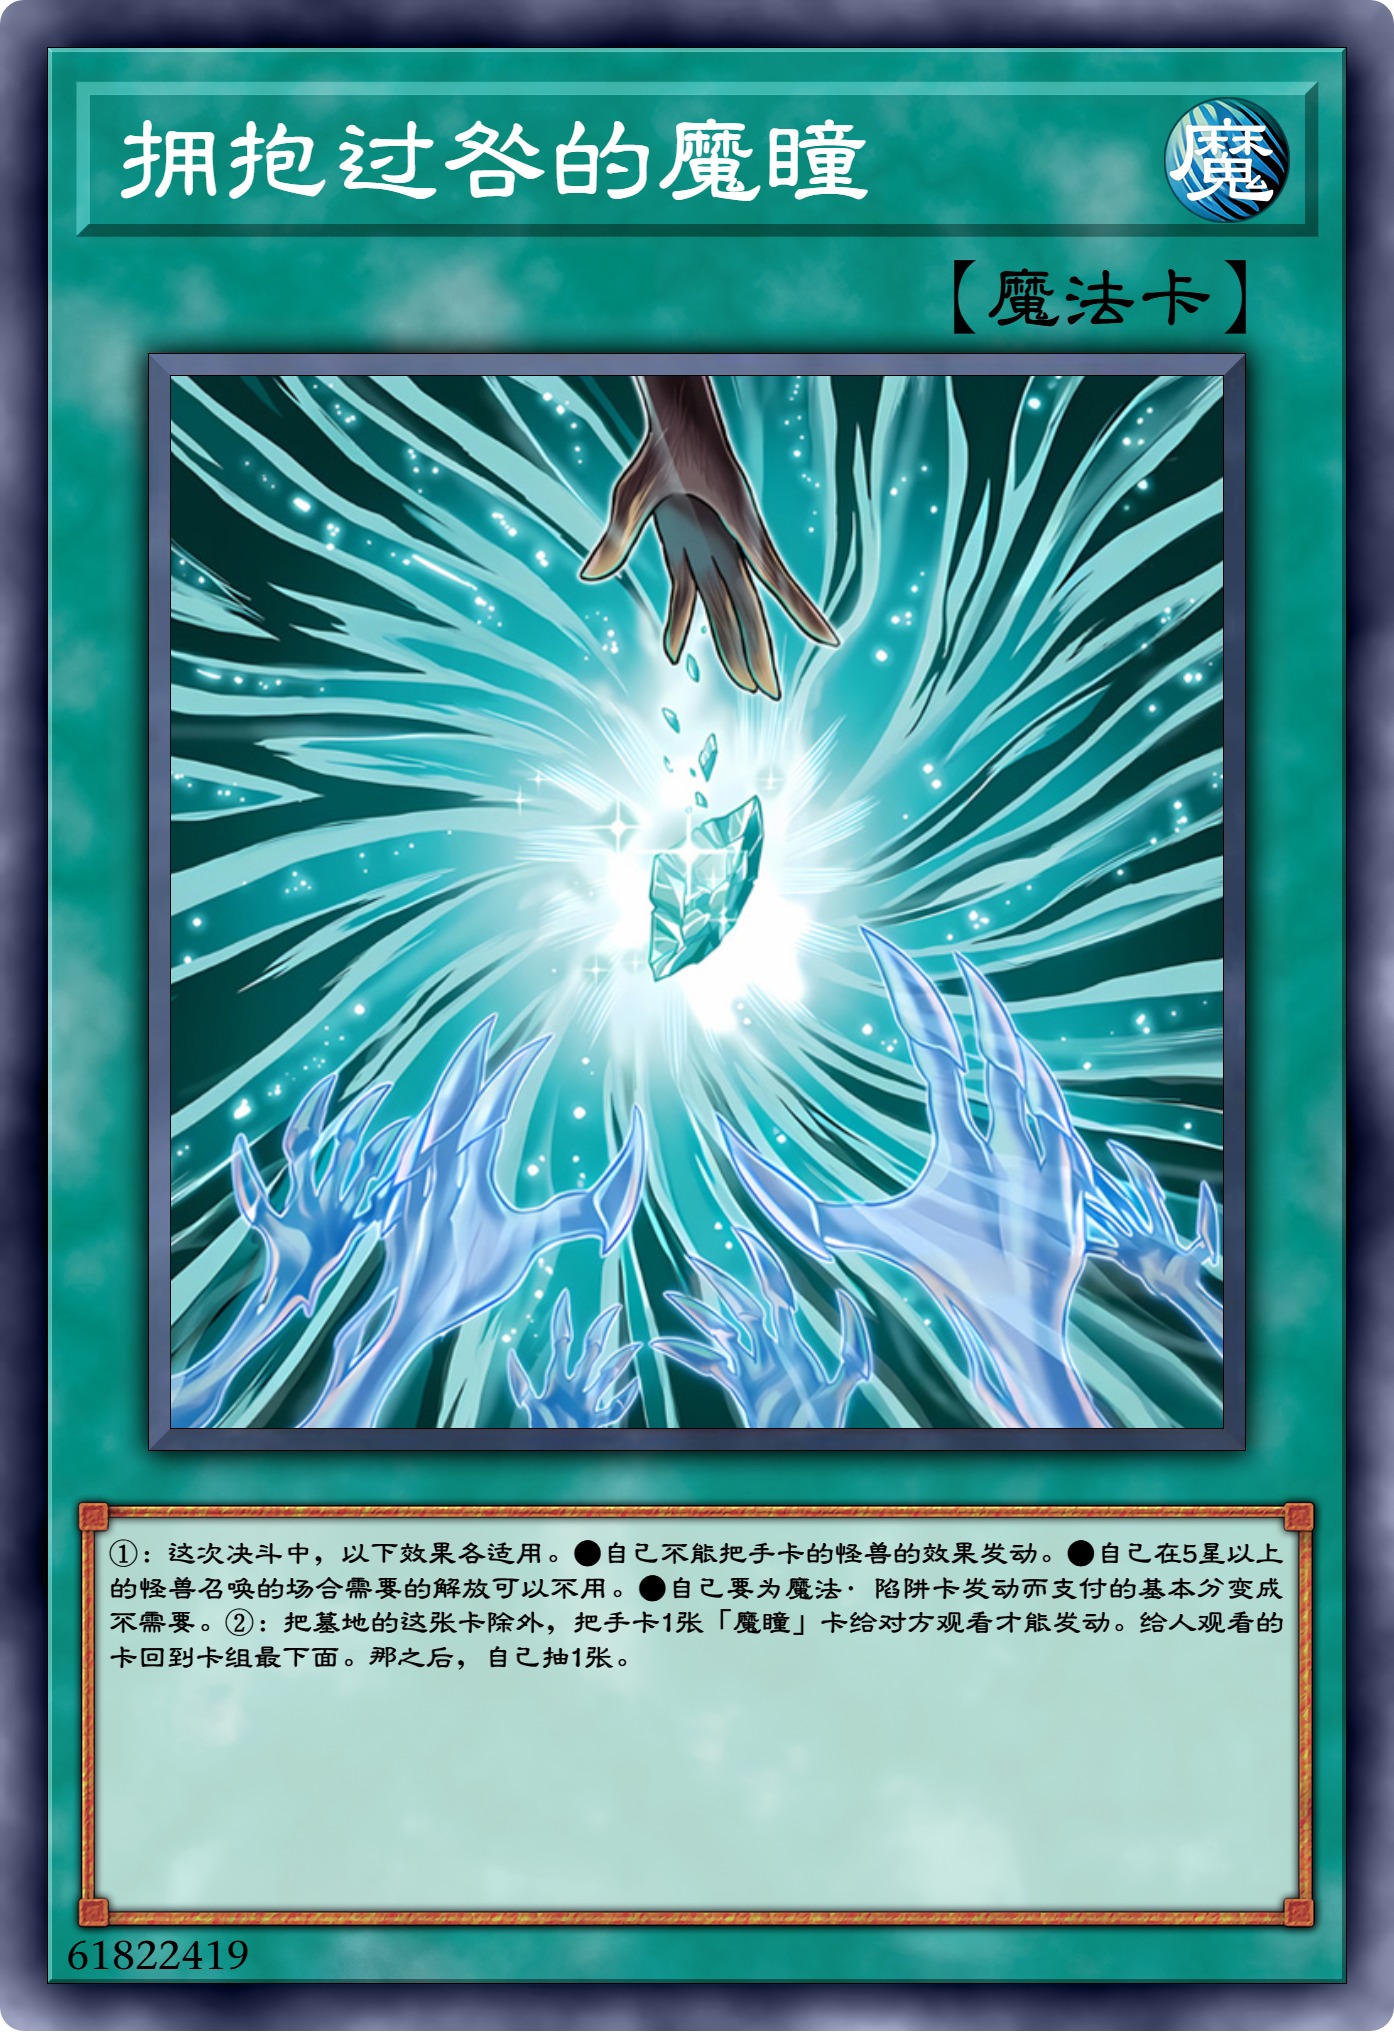 拥抱过咎的魔瞳
魔
【魔法卡】
①：这次决斗中，以下效果各适用。●自己不能把手卡的怪兽的效果发动。●自己在5星以上
的怪兽召唤的场合需要的解放可以不用。●自己要为魔法·陷阱卡发动而支付的基本分变成
不需要。②：把墓地的这张卡除外，把手卡1张「魔瞳」卡给对方观看才能发动。给人观看的
卡回到卡组最下面。那之后，自己抽1张。
61822419